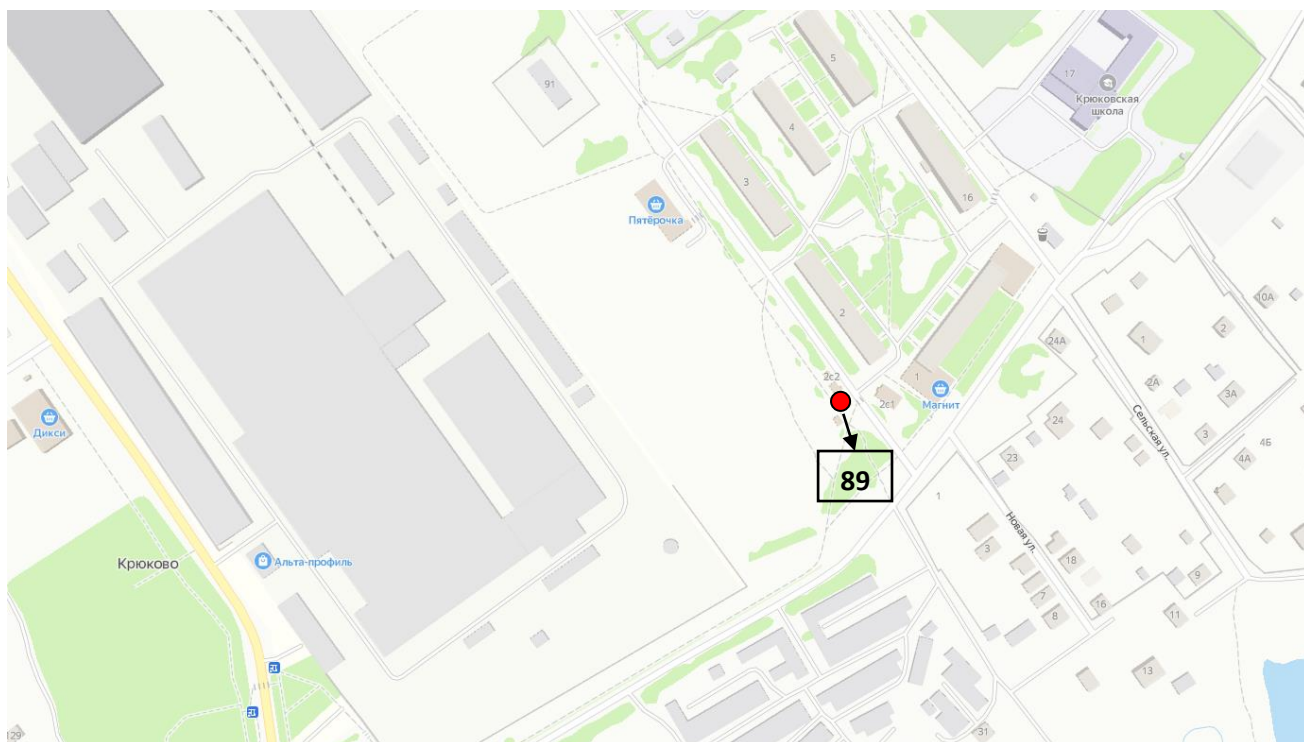 5
17
Крюковская
школа
91
4
3
16
Пятёрочка
10А
2
2
1
24А
2с2
2А
1
3А
2с1
Магнит
Дикси
24
Сельская ул.
3
4Б
23
4А
89
1
Новая ул.
3
18
Крюково
Альта-профиль
9
7
16
8
11
13
31
129